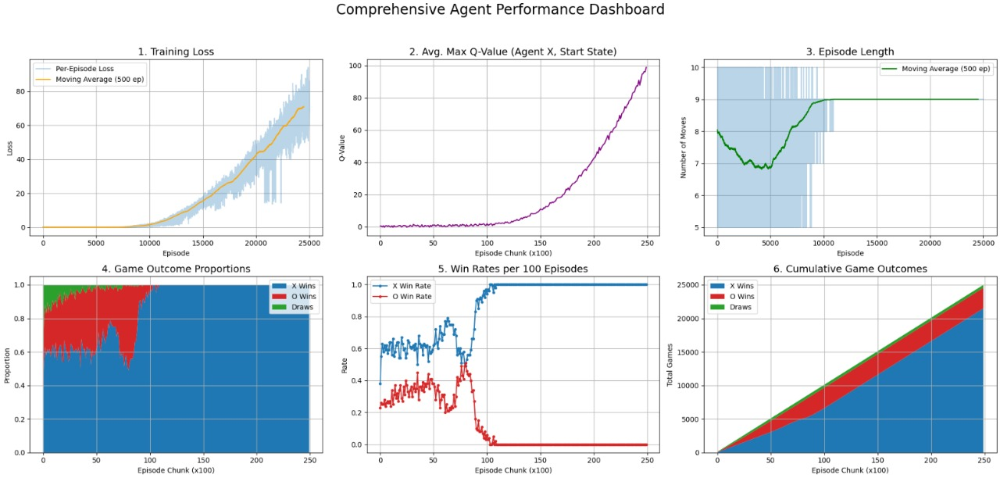 Comprehensive Agent Performance Dashboard
1. Training Loss
Per-Episode Loss
Moving Average (500 ep)
80
60
40
20
0
Loss
0 5000 10000 15000 20000 25000
Episode
2. Avg. Max Q-Value (Agent X, Start State)
100
80
60
40
20
0
Q-Value
0 50 100 150 200 250
Episode Chunk (x100)
3. Episode Length
Moving Average (500 ep)
10
9
8
7
6
5
Number of Moves
0 5000 10000 15000 20000 25000
Episode
4. Game Outcome Proportions
X Wins
O Wins
Draws
1.0
0.8
0.6
0.4
0.2
0.0
Proportion
0 50 100 150 200 250
Episode Chunk (x100)
5. Win Rates per 100 Episodes
X Win Rate
O Win Rate
1.0
0.8
0.6
0.4
0.2
0.0
Rate
0 50 100 150 200 250
Episode Chunk (x100)
6. Cumulative Game Outcomes
X Wins
O Wins
Draws
25000
20000
15000
10000
5000
0
Total Games
0 50 100 150 200 250
Episode Chunk (x100)